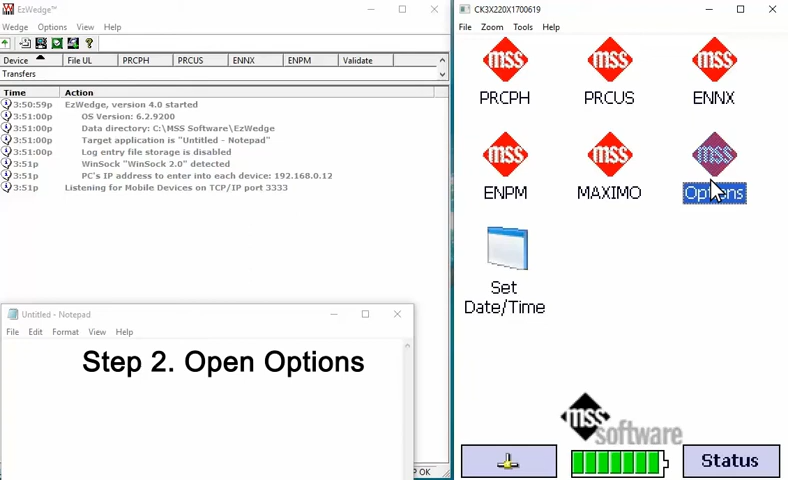 EzWedge™
Wedge Options View Help
Device File UL PRCPH PRCUS ENNX ENPM Validate
Transfers
Time Action
3:50:59p EzWedge, version 4.0 started
3:51:00p OS Version: 6.2.9200
3:51:00p Data directory: C:\MSS Software\EzWedge
3:51:00p Target application is "Untitled - Notepad"
3:51:00p Log entry file storage is disabled
3:51p WinSock "WinSock 2.0" detected
3:51p PC's IP address to enter into each device: 192.168.0.12
3:51p Listening for Mobile Devices on TCP/IP port 3333
Untitled - Notepad
File Edit Format View Help
Step 2. Open Options
P OK
CK3X220X1700619
File Zoom Tools Help
mss mss mss
PRCPH PRCUS ENNX
mss mss mss
ENPM MAXIMO Options
Set
Date/Time
mss
software
Status